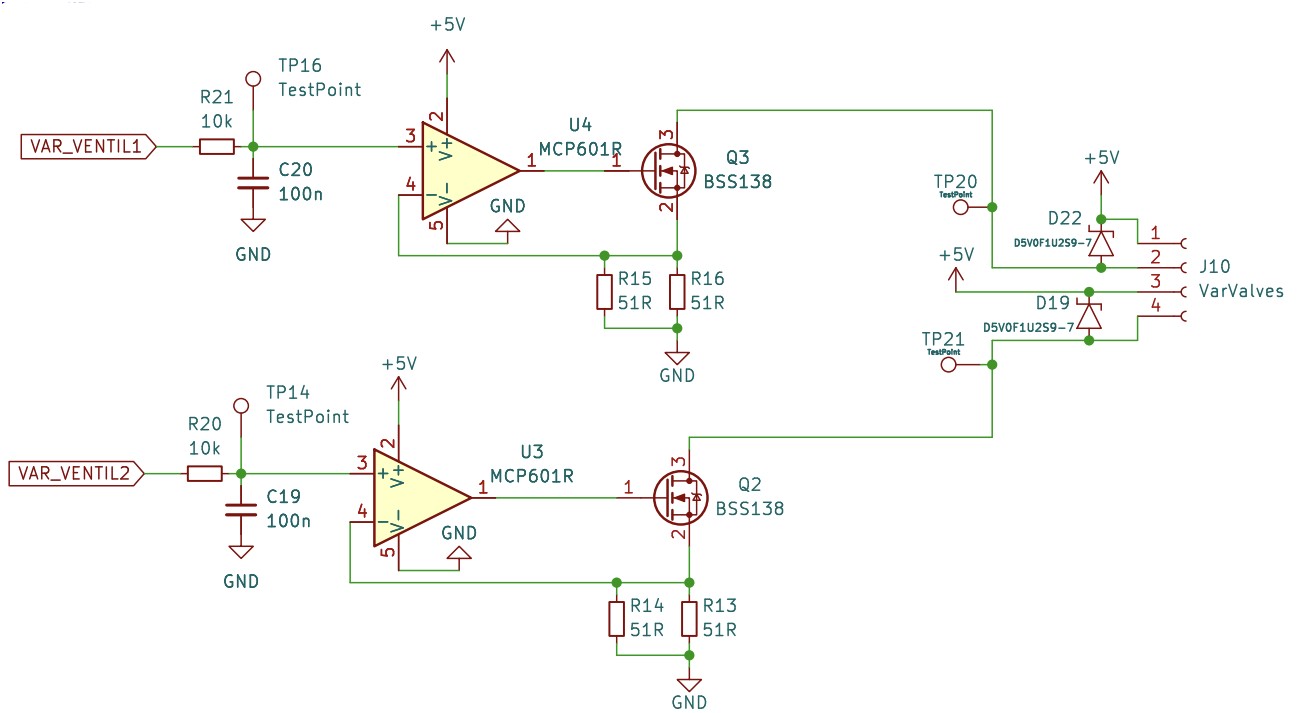 +5V
TP16
TestPoint
R21
10k
VAR_VENTIL1
C20
100n
GND
3
2
4
5
+
V+
-
V-
1
U4
MCP601R
GND
1
3
2
Q3
BSS138
R15
51R
R16
51R
GND
TP20
TestPoint
+5V
D22
D5V0F1U2S9-7
+5V
D19
D5V0F1U2S9-7
1
2
3
4
J10
VarValves
TP21
TestPoint
+5V
TP14
TestPoint
R20
10k
VAR_VENTIL2
C19
100n
GND
3
2
4
5
+
V+
-
V-
1
U3
MCP601R
GND
1
3
2
Q2
BSS138
R14
51R
R13
51R
GND